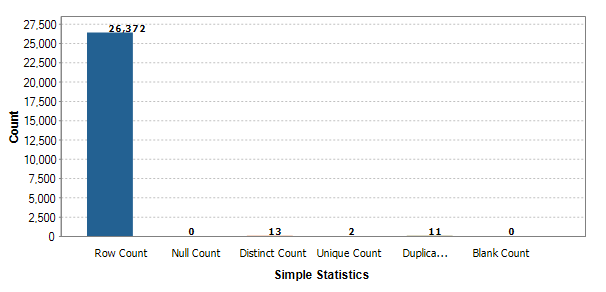 27,500
25,000
22,500
20,000
17,500
15,000
12,500
10,000
7,500
5,000
2,500
0
Count
26,372
0
13
2
11
0
Row Count
Null Count
Distinct Count
Unique Count
Duplica...
Blank Count
Simple Statistics